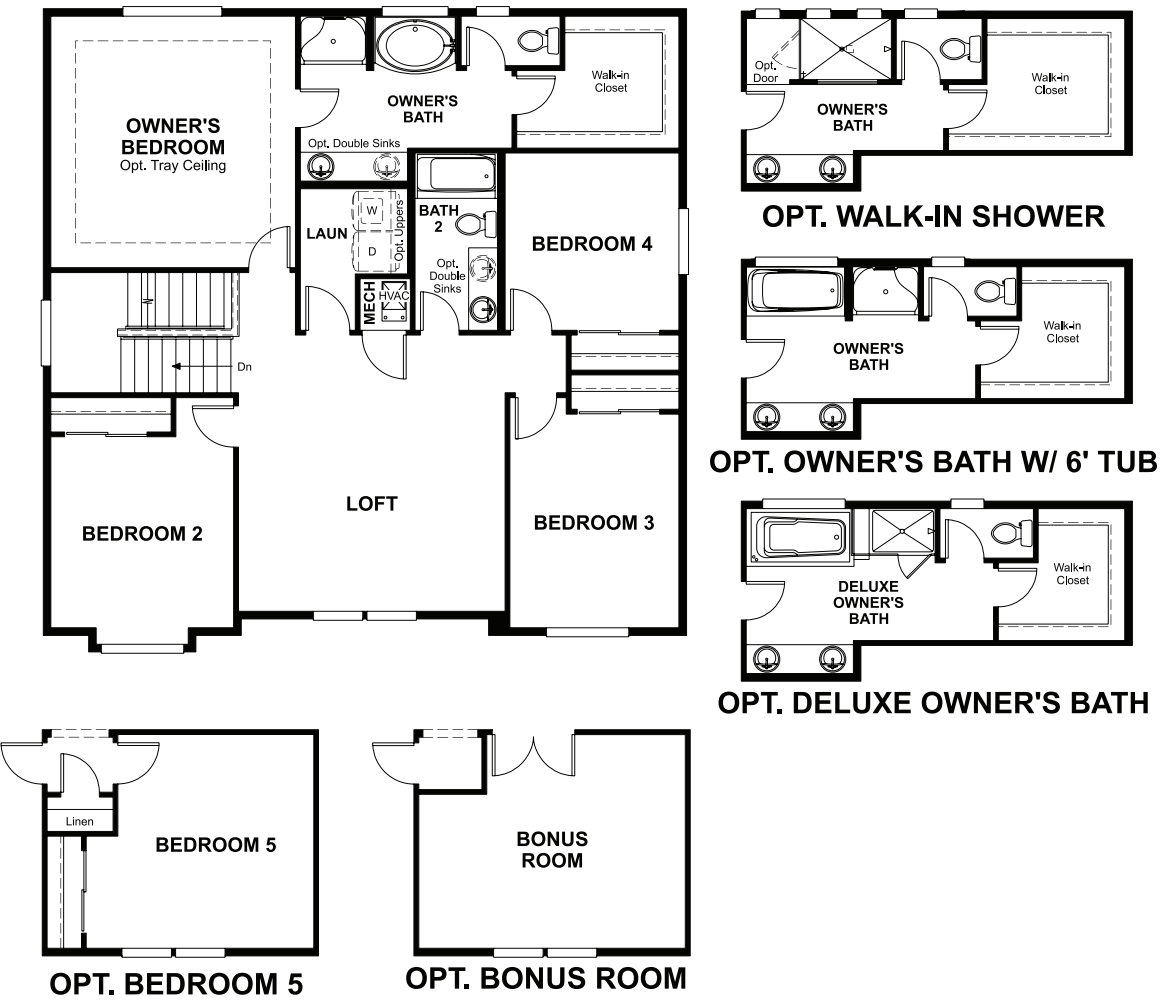 OWNER'S
BEDROOM
Opt. Tray Ceiling
OWNER'S
BATH
Opt. Double Sinks
Walk-in
Closet
LAUN
W
D
Opt. Uppers
MECH
HVAC
BATH
2
Opt.
Double
Sinks
BEDROOM 4
Dn
BEDROOM 2
LOFT
BEDROOM 3
Opt.
Door
OWNER'S
BATH
Walk-in
Closet
OPT. WALK-IN SHOWER
OWNER'S
BATH
Walk-in
Closet
OPT. OWNER'S BATH W/ 6' TUB
DELUXE
OWNER'S
BATH
Walk-in
Closet
OPT. DELUXE OWNER'S BATH
Linen
BEDROOM 5
OPT. BEDROOM 5
BONUS
ROOM
OPT. BONUS ROOM